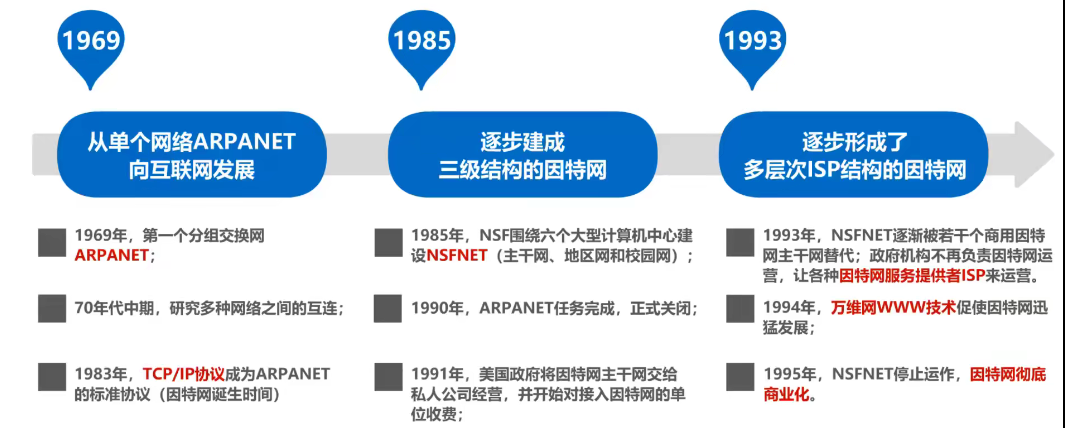 1969
1985
1993
从单个网络ARPANET
向互联网发展
逐步建成
三级结构的因特网
逐步形成了
多层次ISP结构的因特网
1969年，第一个分组交换网
ARPANET；
70年代中期，研究多种网络之间的互连；
1983年，TCP/IP协议成为ARPANET
的标准协议（因特网诞生时间）
1985年，NSF围绕六个大型计算机中心建
设NSFNET（主干网、地区网和校园网）；
1990年，ARPANET任务完成，正式关闭；
1991年，美国政府将因特网主干网交给
私人公司经营，并开始对接入因特网的单
位收费；
1993年，NSFNET逐渐被若干个商用因特
网主干网替代；政府机构不再负责因特网运
营，让各种因特网服务提供者ISP来运营。
1994年，万维网WWW技术促使因特网迅
猛发展；
1995年，NSFNET停止运作，因特网彻底
商业化。